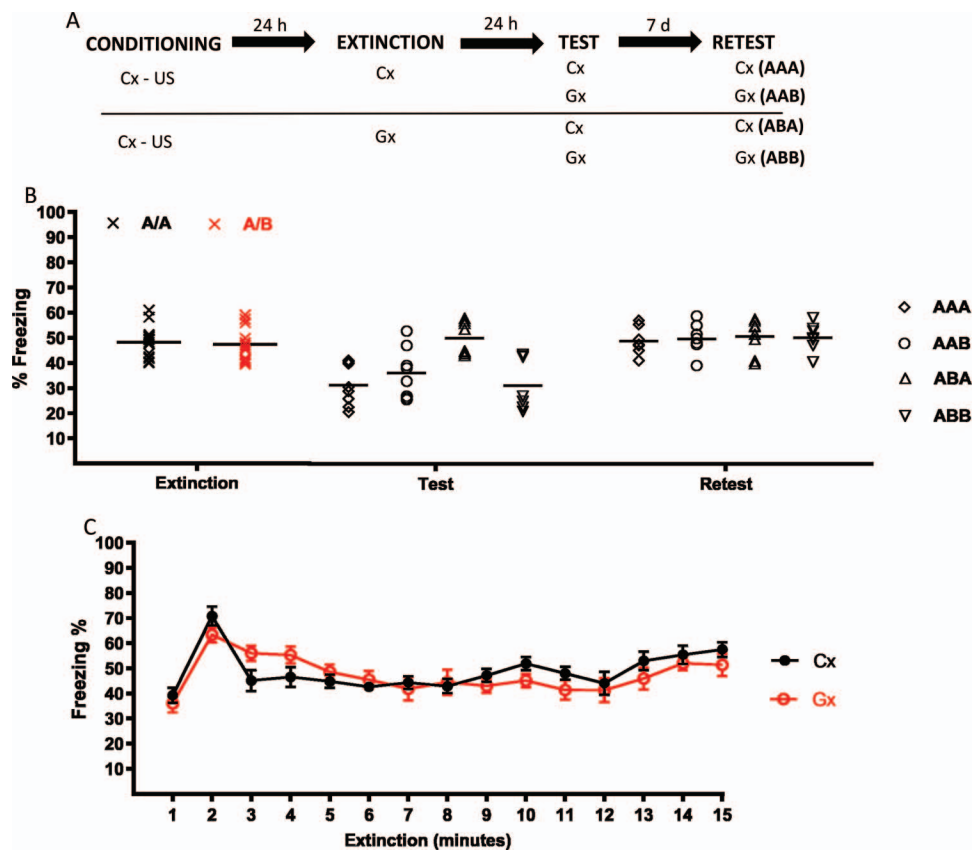 A
24 h
24 h
7 d
CONDITIONING EXTINCTION TEST RETEST
Cx - US Cx Cx Cx (AAA)
Gx Gx (AAB)
Cx - US Gx Cx Cx (ABA)
Gx Gx (ABB)
B
A/A A/B
% Freezing
100
90
80
70
60
50
40
30
20
10
Extinction Test Retest
AAA
AAB
ABA
ABB
C
Freezing %
100
90
80
70
60
50
40
30
20
10
1 2 3 4 5 6 7 8 9 10 11 12 13 14 15
Extinction (minutes)
Cx
Gx